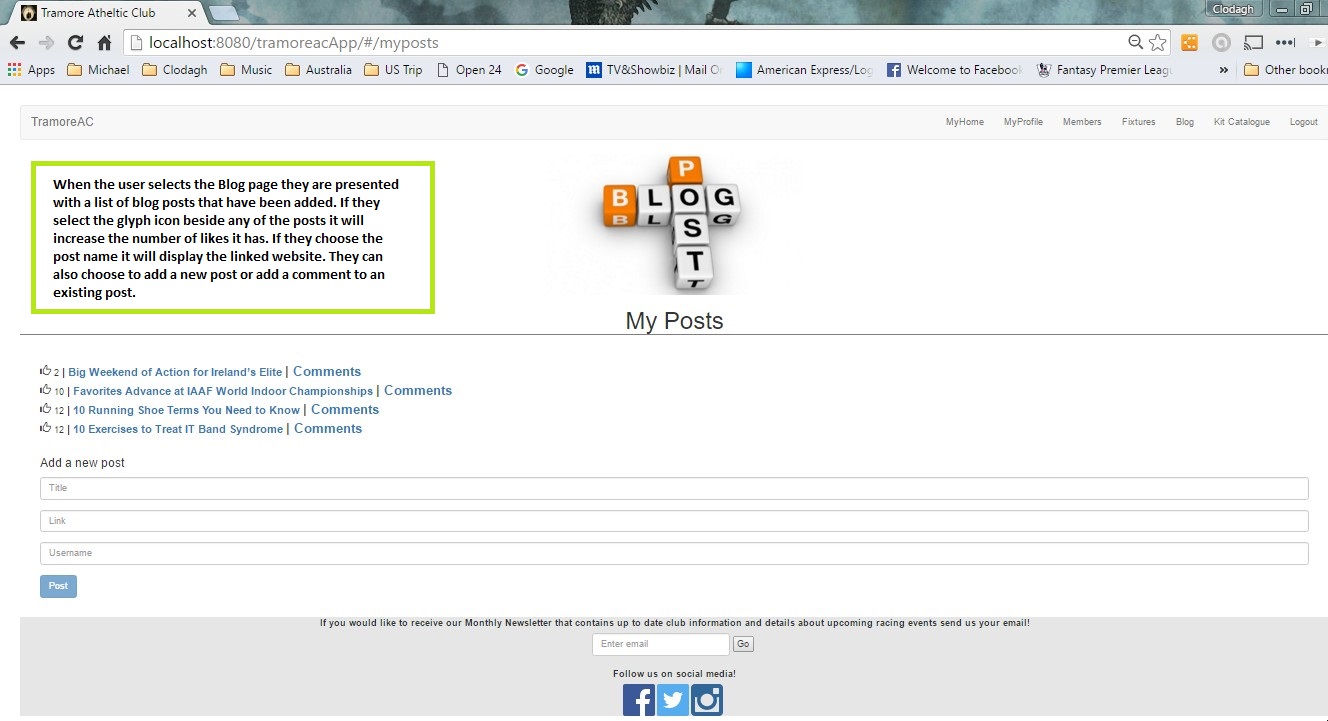 Tramore Atheltic Club
Clodagh
localhost:8080/tramoreacApp/#/myposts
Apps Michael Clodagh Music Australia US Trip Open 24 Google TV&Showbiz | Mail Or American Express/Log Welcome to Facebook Fantasy Premier Leagu » Other bookr
TramoreAC MyHome MyProfile Members Fixtures Blog Kit Catalogue Logout
When the user selects the Blog page they are presented
with a list of blog posts that have been added. If they
select the glyph icon beside any of the posts it will
increase the number of likes it has. If they choose the
post name it will display the linked website. They can
also choose to add a new post or add a comment to an
existing post.
P
BLOG
S
T
My Posts
2 | Big Weekend of Action for Ireland’s Elite | Comments
10 | Favorites Advance at IAAF World Indoor Championships | Comments
12 | 10 Running Shoe Terms You Need to Know | Comments
12 | 10 Exercises to Treat IT Band Syndrome | Comments
Add a new post
Title
Link
Username
Post
If you would like to receive our Monthly Newsletter that contains up to date club information and details about upcoming racing events send us your email!
Enter email Go
Follow us on social media!